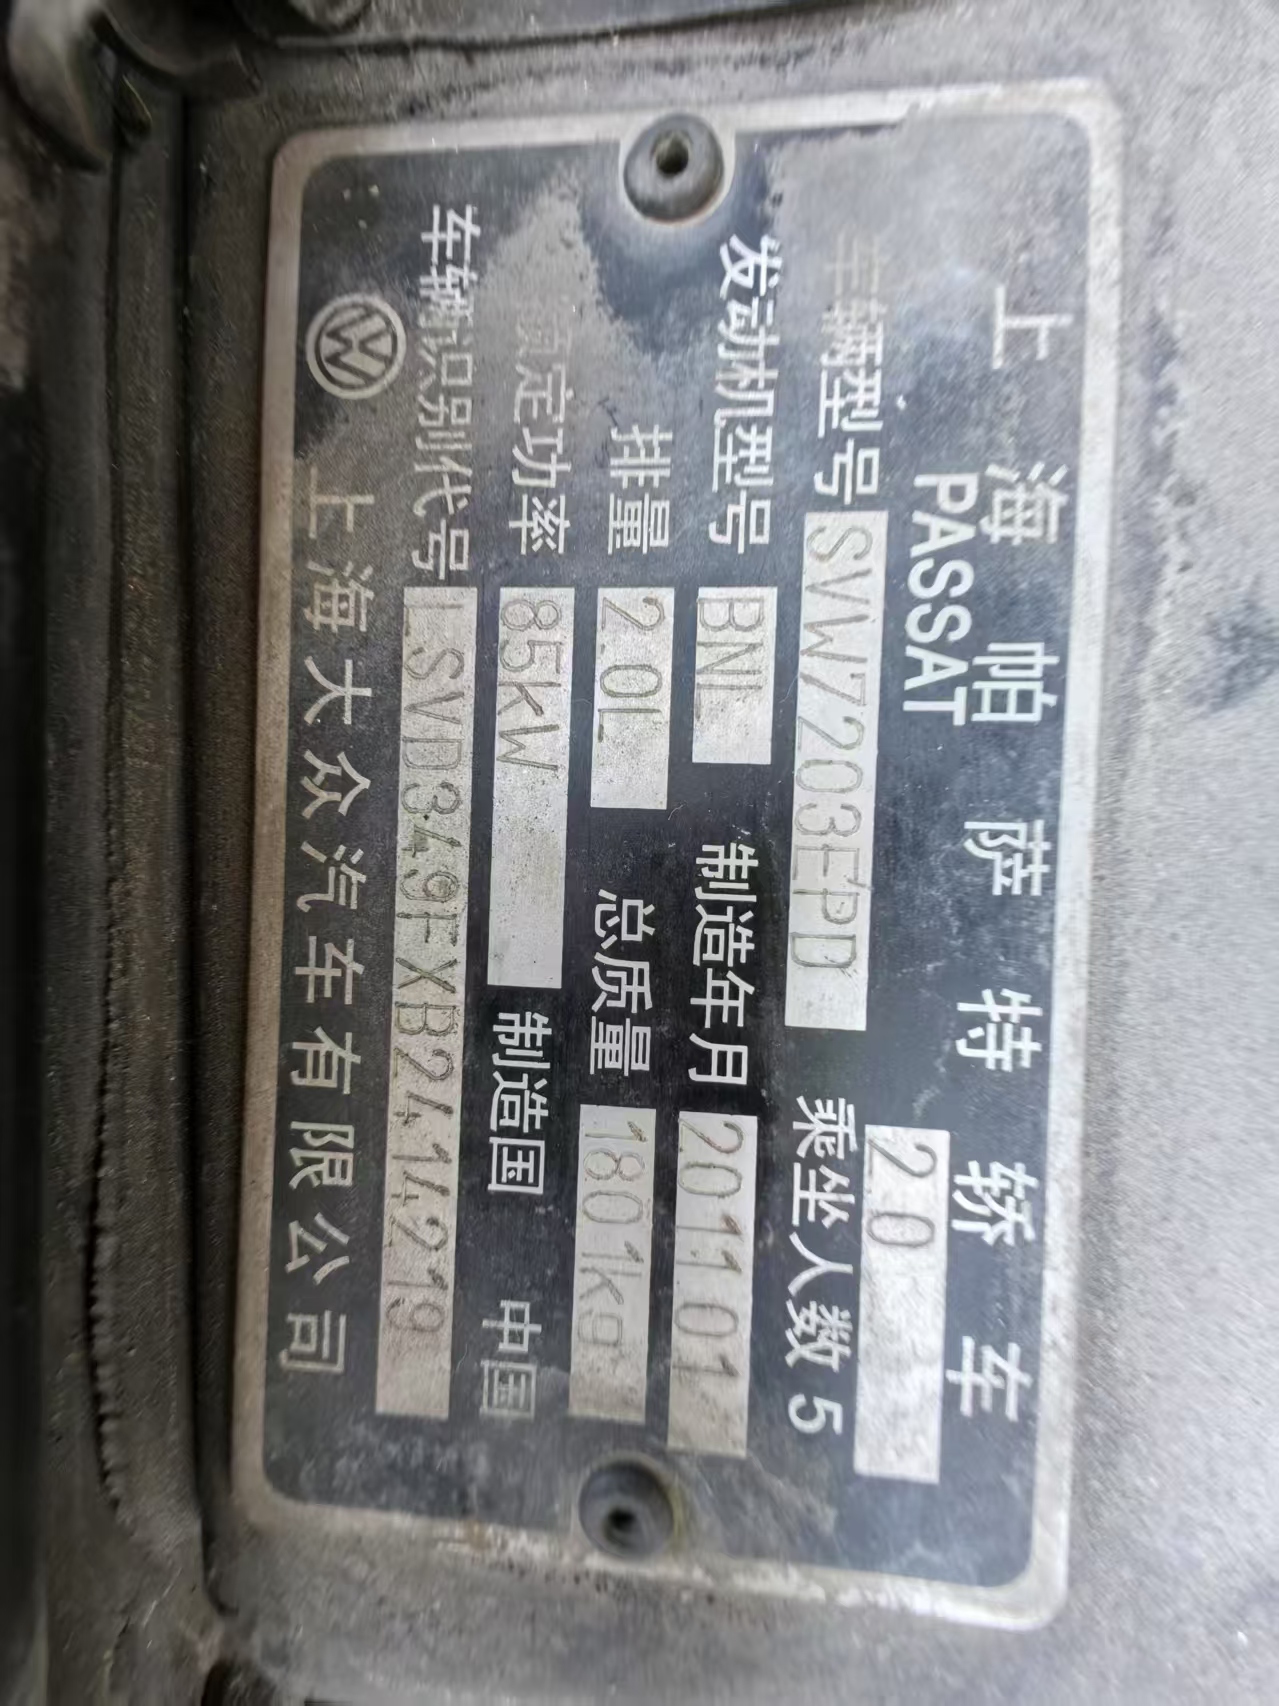 上海帕萨特轿车
PASSAT 2.0
车辆型号 SVW7203EPD 乘坐人数 5
发动机型号 BNL 制造年月 2011.01
排量 2.0L 总质量 1801kg
额定功率 85kW 制造国 中国
车辆识别代号 LSVD349FXB2414219
上海大众汽车有限公司